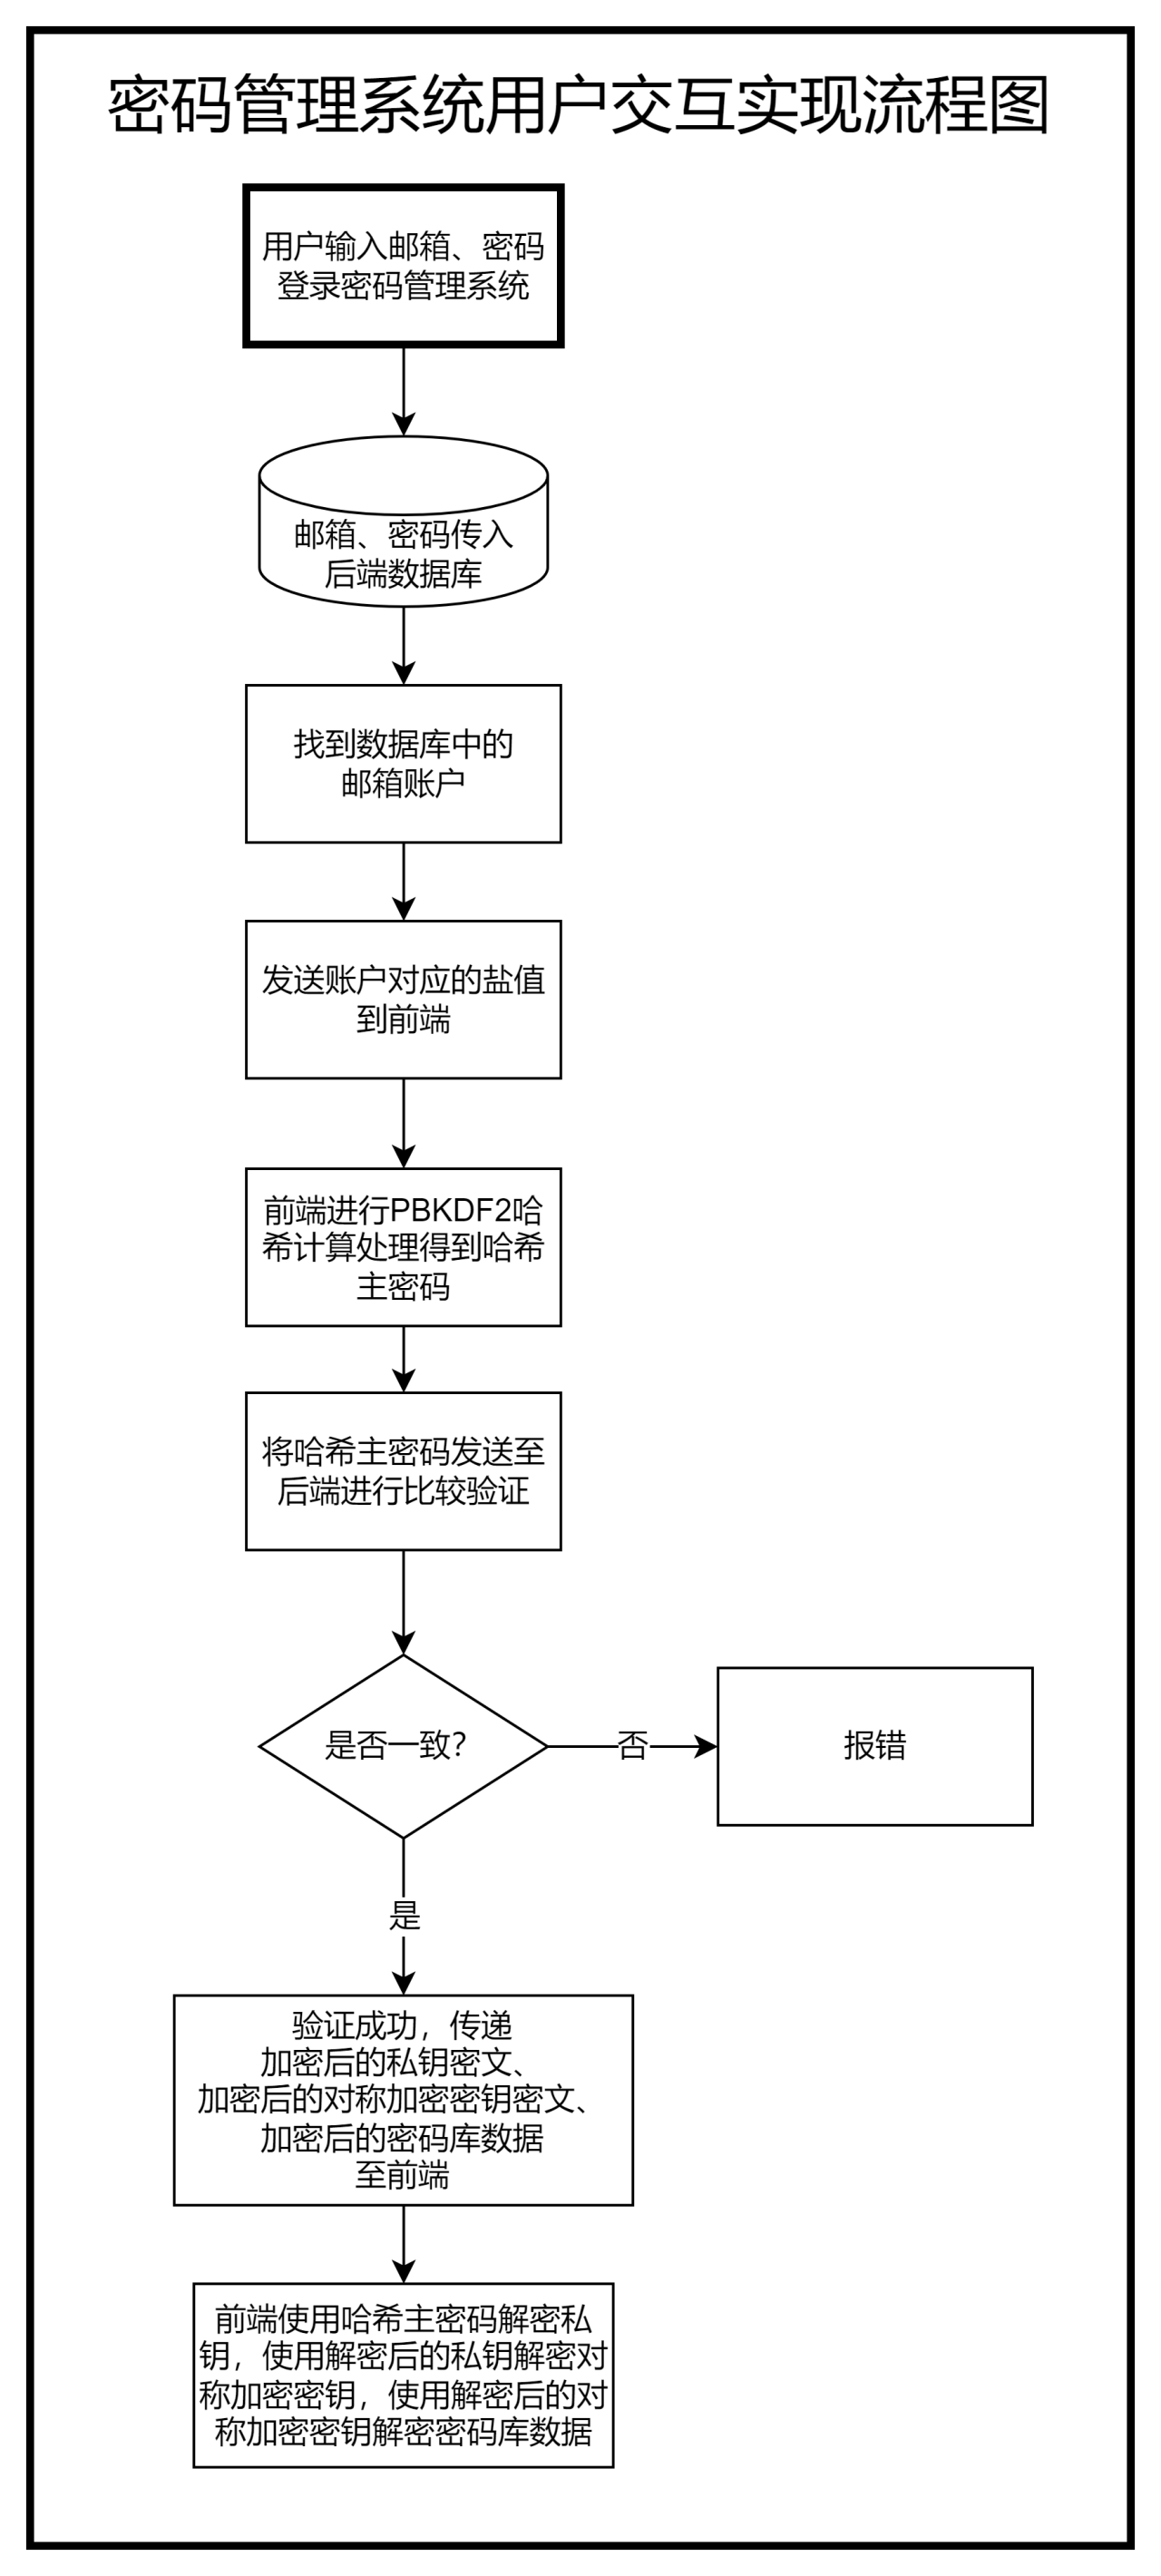 密码管理系统用户交互实现流程图
用户输入邮箱、密码
登录密码管理系统
邮箱、密码传入
后端数据库
找到数据库中的
邮箱账户
发送账户对应的盐值
到前端
前端进行PBKDF2哈
希计算处理得到哈希
主密码
将哈希主密码发送至
后端进行比较验证
是否一致？
否
报错
是
验证成功，传递
加密后的私钥密文、
加密后的对称加密密钥密文、
加密后的密码库数据
至前端
前端使用哈希主密码解密私
钥，使用解密后的私钥解密对
称加密密钥，使用解密后的对
称加密密钥解密密码库数据